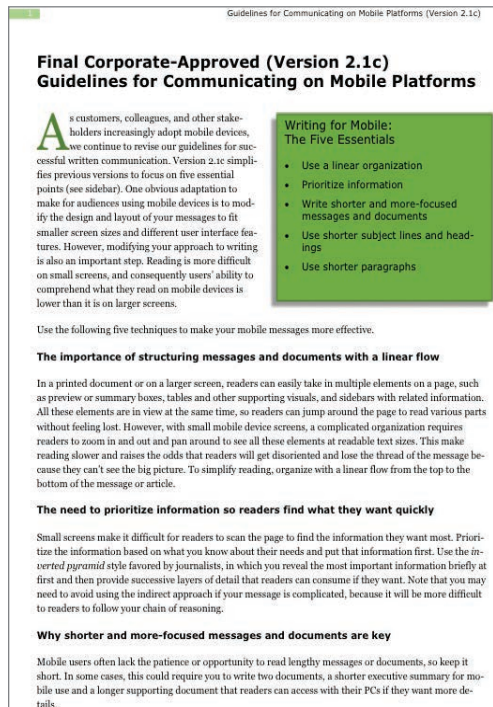 1
Guidelines for Communicating on Mobile Platforms (Version 2.1c)
Final Corporate-Approved (Version 2.1c)
Guidelines for Communicating on Mobile Platforms
As customers, colleagues, and other stake-
holders increasingly adopt mobile devices,
we continue to revise our guidelines for suc-
cessful written communication. Version 2.1c simpli-
fies previous versions to focus on five essential
points (see sidebar). One obvious adaptation to
make for audiences using mobile devices is to mod-
ify the design and layout of your messages to fit
smaller screen sizes and different user interface fea-
tures. However, modifying your approach to writing
is also an important step. Reading is more difficult
on small screens, and consequently users' ability to
comprehend what they read on mobile devices is
lower than it is on larger screens.
Writing for Mobile:
The Five Essentials
• Use a linear organization
• Prioritize information
• Write shorter and more-focused
messages and documents
• Use shorter subject lines and head-
ings
• Use shorter paragraphs
Use the following five techniques to make your mobile messages more effective.
The importance of structuring messages and documents with a linear flow
In a printed document or on a larger screen, readers can easily take in multiple elements on a page, such
as preview or summary boxes, tables and other supporting visuals, and sidebars with related information.
All these elements are in view at the same time, so readers can jump around the page to read various parts
without feeling lost. However, with small mobile device screens, a complicated organization requires
readers to zoom in and out and pan around to see all these elements at readable text sizes. This make
reading slower and raises the odds that readers will get disoriented and lose the thread of the message be-
cause they can't see the big picture. To simplify reading, organize with a linear flow from the top to the
bottom of the message or article.
The need to prioritize information so readers find what they want quickly
Small screens make it difficult for readers to scan the page to find the information they want most. Priori-
tize the information based on what you know about their needs and put that information first. Use the in-
verted pyramid style favored by journalists, in which you reveal the most important information briefly at
first and then provide successive layers of detail that readers can consume if they want. Note that you may
need to avoid using the indirect approach if your message is complicated, because it will be more difficult
to readers to follow your chain of reasoning.
Why shorter and more-focused messages and documents are key
Mobile users often lack the patience or opportunity to read lengthy messages or documents, so keep it
short. In some cases, this could require you to write two documents, a shorter executive summary for mo-
bile use and a longer supporting document that readers can access with their PCs if they want more de-
tails.